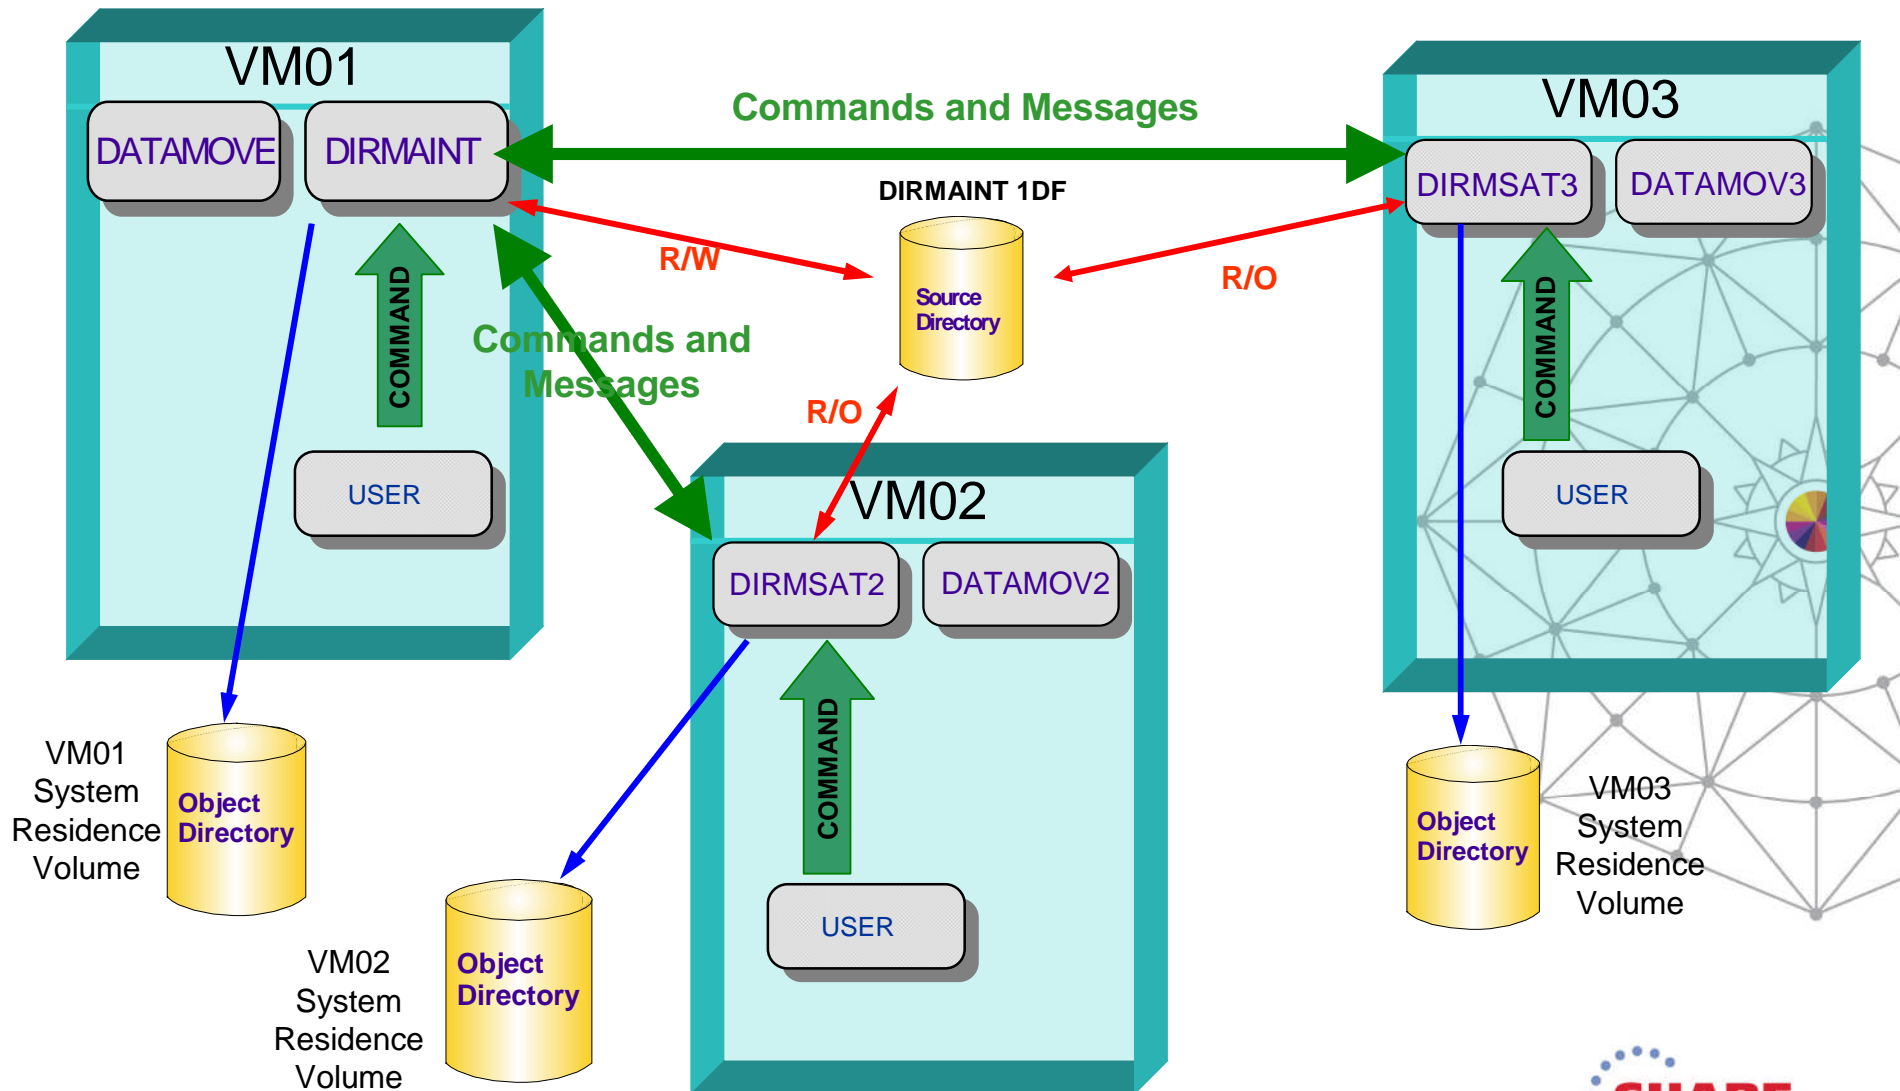 VM01
DATAMOVE
DIRMAINT
COMMAND
USER
Commands and Messages
DIRMAINT 1DF
Source
Directory
R/W
R/O
R/O
Commands and
Messages
VM03
DIRMSAT3
DATAMOV3
COMMAND
USER
VM02
DIRMSAT2
DATAMOV2
COMMAND
USER
VM01
System
Residence
Volume
Object
Directory
VM02
System
Residence
Volume
Object
Directory
Object
Directory
VM03
System
Residence
Volume
SHARE